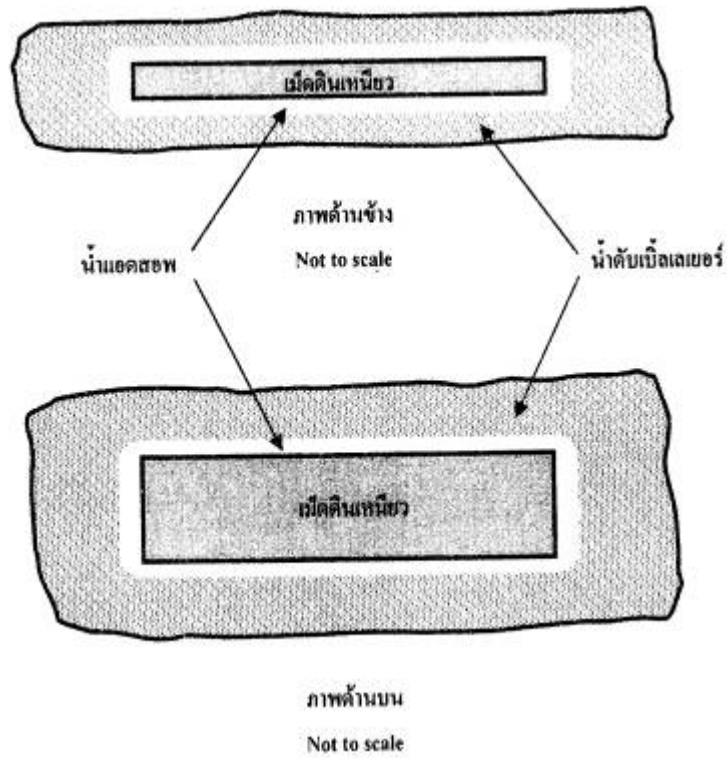 เม็ดดินเหนียว
ภาพด้านข้าง
Not to scale
น้ำแอดสอพ
น้ำดับเบิ้ลเลเยอร์
เม็ดดินเหนียว
ภาพด้านบน
Not to scale